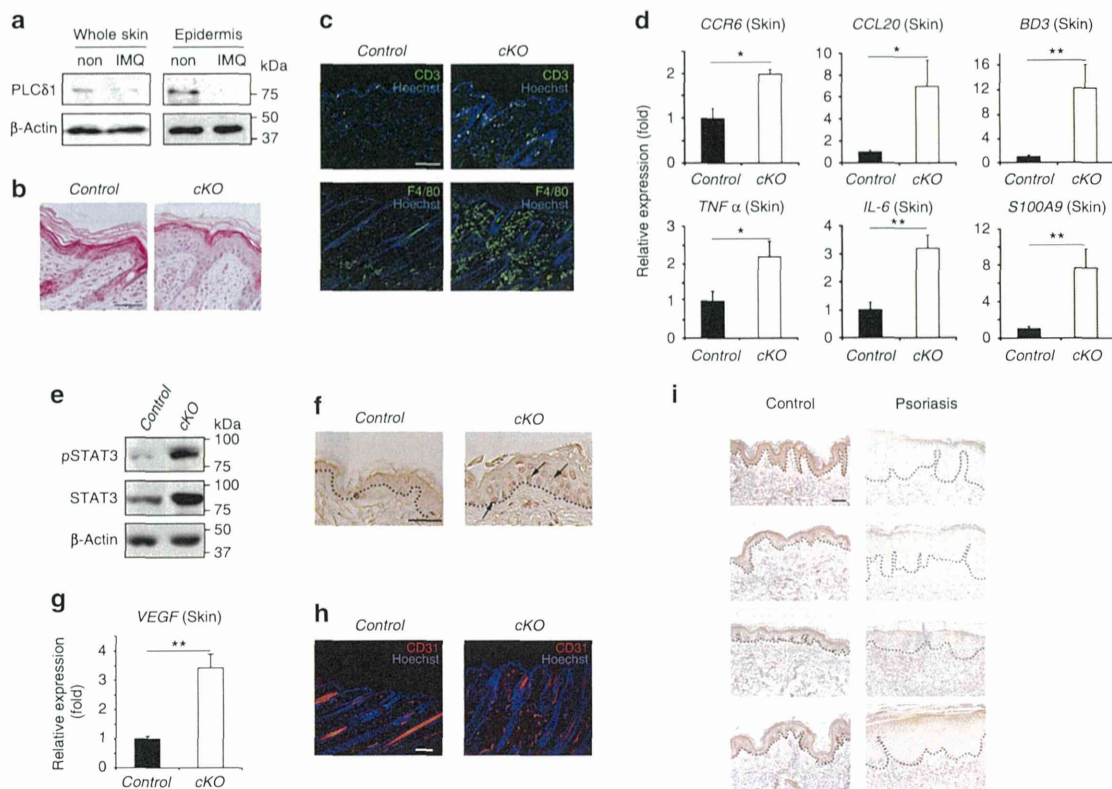 a
Whole skin Epidermis
non IMQ non IMQ kDa
PLCδ1 75
β-Actin 50
37
b
Control cKO
c
Control cKO
CD3 CD3
Hoechst Hoechst
F4/80 F4/80
Hoechst Hoechst
d
CCR6 (Skin) CCL20 (Skin) BD3 (Skin)
* * **
2 1 0
10 8 6 4 2 0
16 12 8 4 0
Control cKO Control cKO Control cKO
Relative expression (fold)
TNF α (Skin) IL-6 (Skin) S100A9 (Skin)
* ** **
3 2 1 0
4 3 2 1 0
12 8 4 0
Control cKO Control cKO Control cKO
e
Control cKO kDa
pSTAT3 100
75
STAT3 100
75
β-Actin 50
37
f
Control cKO
g
VEGF (Skin)
**
Relative expression
(fold)
4
3
2
1
0
Control cKO
h
Control cKO
CD31 CD31
Hoechst Hoechst
i
Control Psoriasis